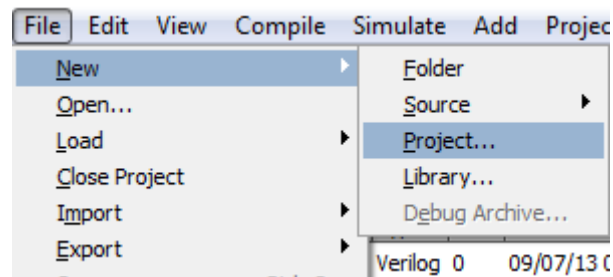 File Edit View Compile Simulate Add Projec
New
Folder
Open...
Source
Load
Project...
Close Project
Library...
Import
Debug Archive...
Export
Verilog 0 09/07/13